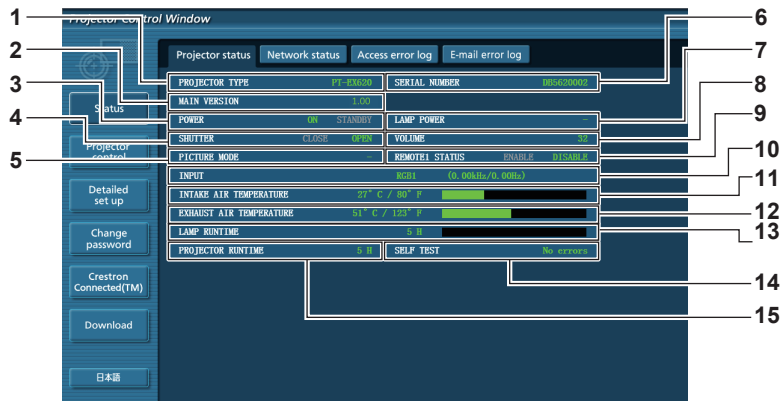 Projector Control Window
Projector status Network status Access error log E-mail error log
PROJECTOR TYPE PT-EX620 SERIAL NUMBER DB5620002
MAIN VERSION 1.00
POWER ON STANDBY LAMP POWER -
SHUTTER CLOSE OPEN VOLUME 32
PICTURE MODE - REMOTE1 STATUS ENABLE DISABLE
INPUT RGB1 (0.00kHz/0.00Hz)
INTAKE AIR TEMPERATURE 27° C / 80° F
EXHAUST AIR TEMPERATURE 51° C / 123° F
LAMP RUNTIME 5 H
PROJECTOR RUNTIME 5 H SELF TEST No errors
Status
Projector
control
Detailed
set up
Change
password
Crestron
Connected(TM)
Download
日本語
1
2
3
4
5
6
7
8
9
10
11
12
13
14
15